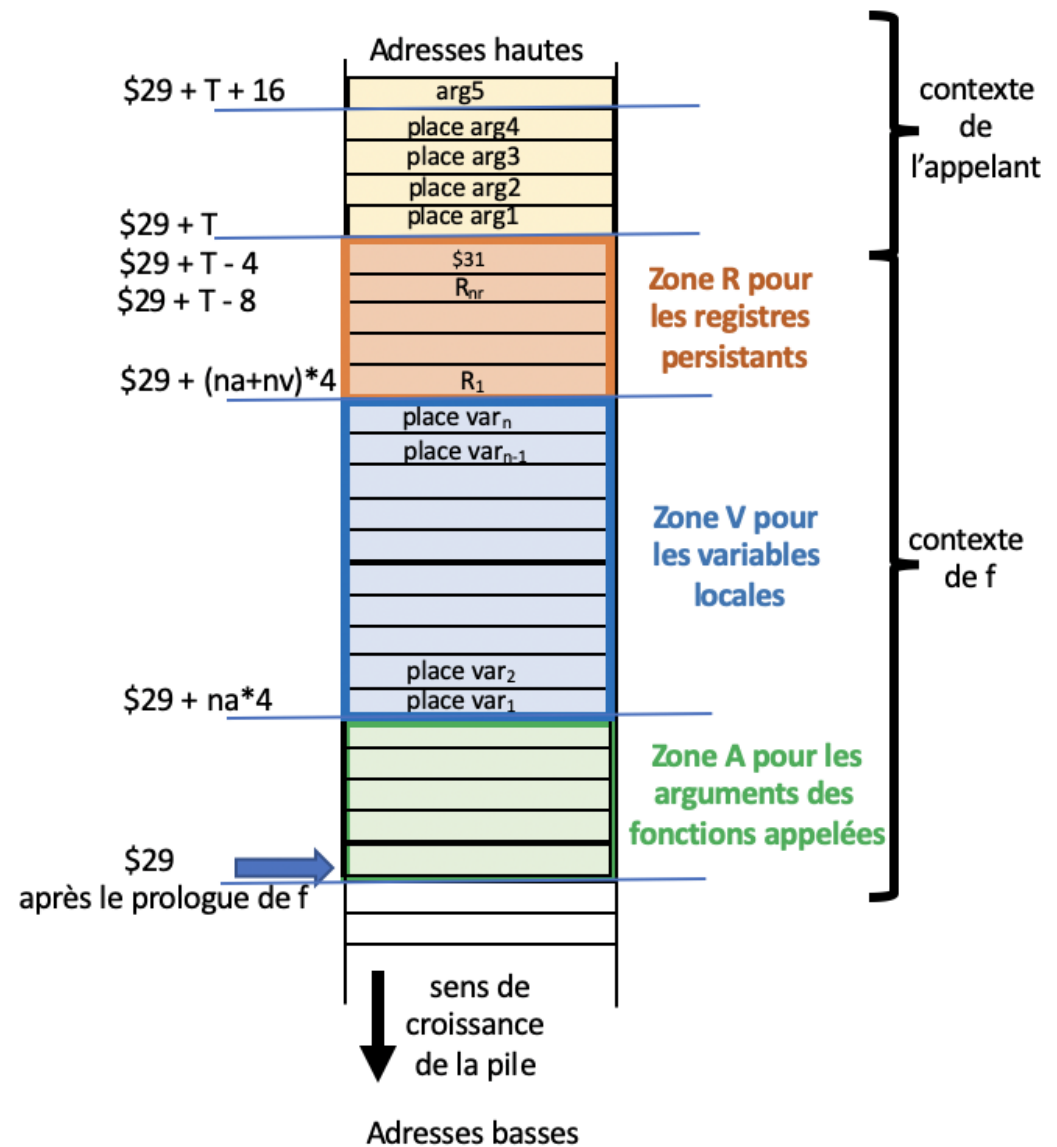 Adresses hautes
$29 + T + 16
arg5
contexte
de
l'appelant
place arg4
place arg3
place arg2
place arg1
$29 + T
$29 + T - 4
$31
$29 + T - 8
Rnr
Zone R pour
les registres
persistants
$29 + (na+nv)*4
R1
place varn
place varn-1
Zone V pour
les variables
locales
contexte
de f
place var2
$29 + na*4
place var1
Zone A pour les
arguments des
fonctions appelées
$29
après le prologue de f
sens de
croissance
de la pile
Adresses basses